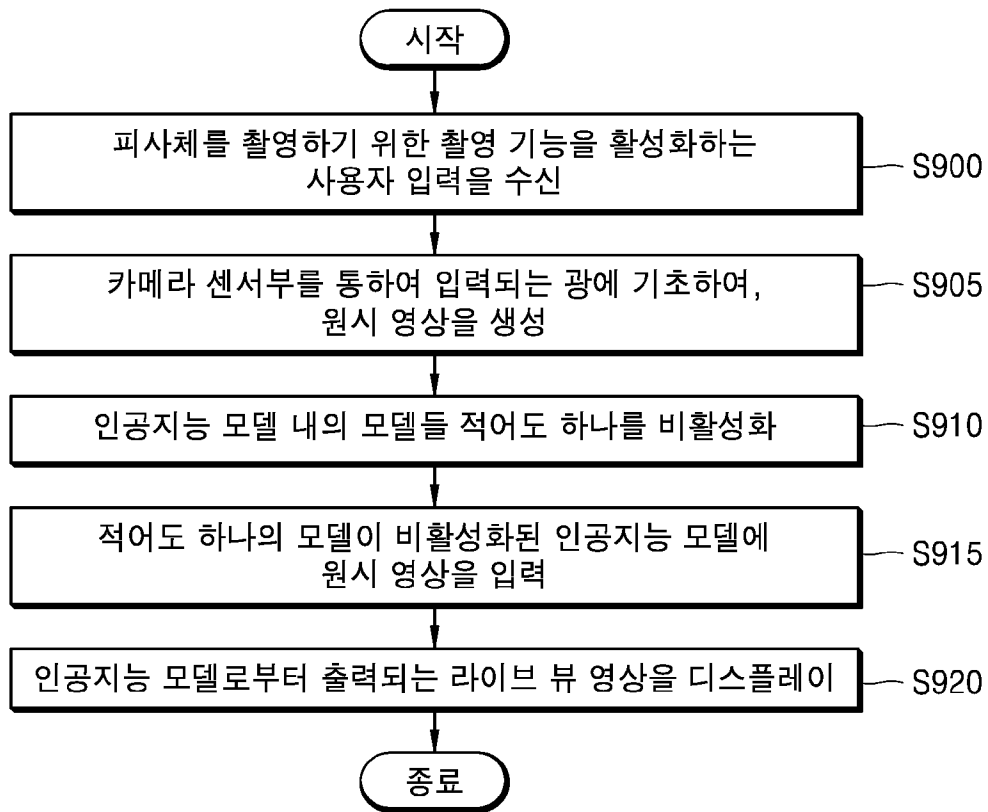 시작
피사체를 촬영하기 위한 촬영 기능을 활성화하는
사용자 입력을 수신
S900
카메라 센서부를 통하여 입력되는 광에 기초하여,
원시 영상을 생성
S905
인공지능 모델 내의 모델들 적어도 하나를 비활성화
S910
적어도 하나의 모델이 비활성화된 인공지능 모델에
원시 영상을 입력
S915
인공지능 모델로부터 출력되는 라이브 뷰 영상을 디스플레이
S920
종료